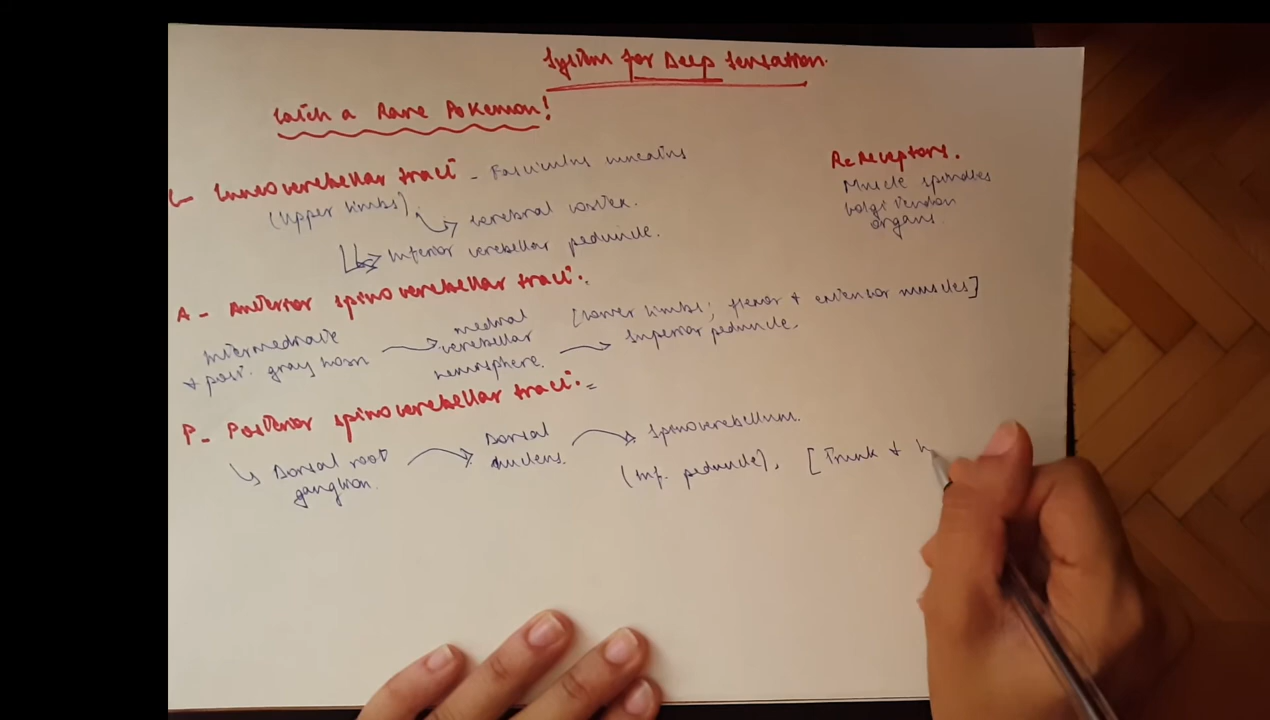 System for Deep Sensation.
Catch a Rare Pokemon!
Receptors.
Muscle spindles
Golgi tendon
organs.
C- Cuneocerebellar tract - Fasciculus cuneatus
(Upper limbs)
cerebral cortex.
Inferior cerebellar peduncle.
A- Anterior spinocerebellar tract:-
[lower limbs; flexor + extensor muscles]
Intermediate
+ post. gray horn
medial
cerebellar
hemisphere.
Superior peduncle.
P- Posterior spinocerebellar tract:-
Dorsal root
ganglion.
Dorsal
nucleus.
Spinocerebellum.
(inf. peduncle),
[Trunk +